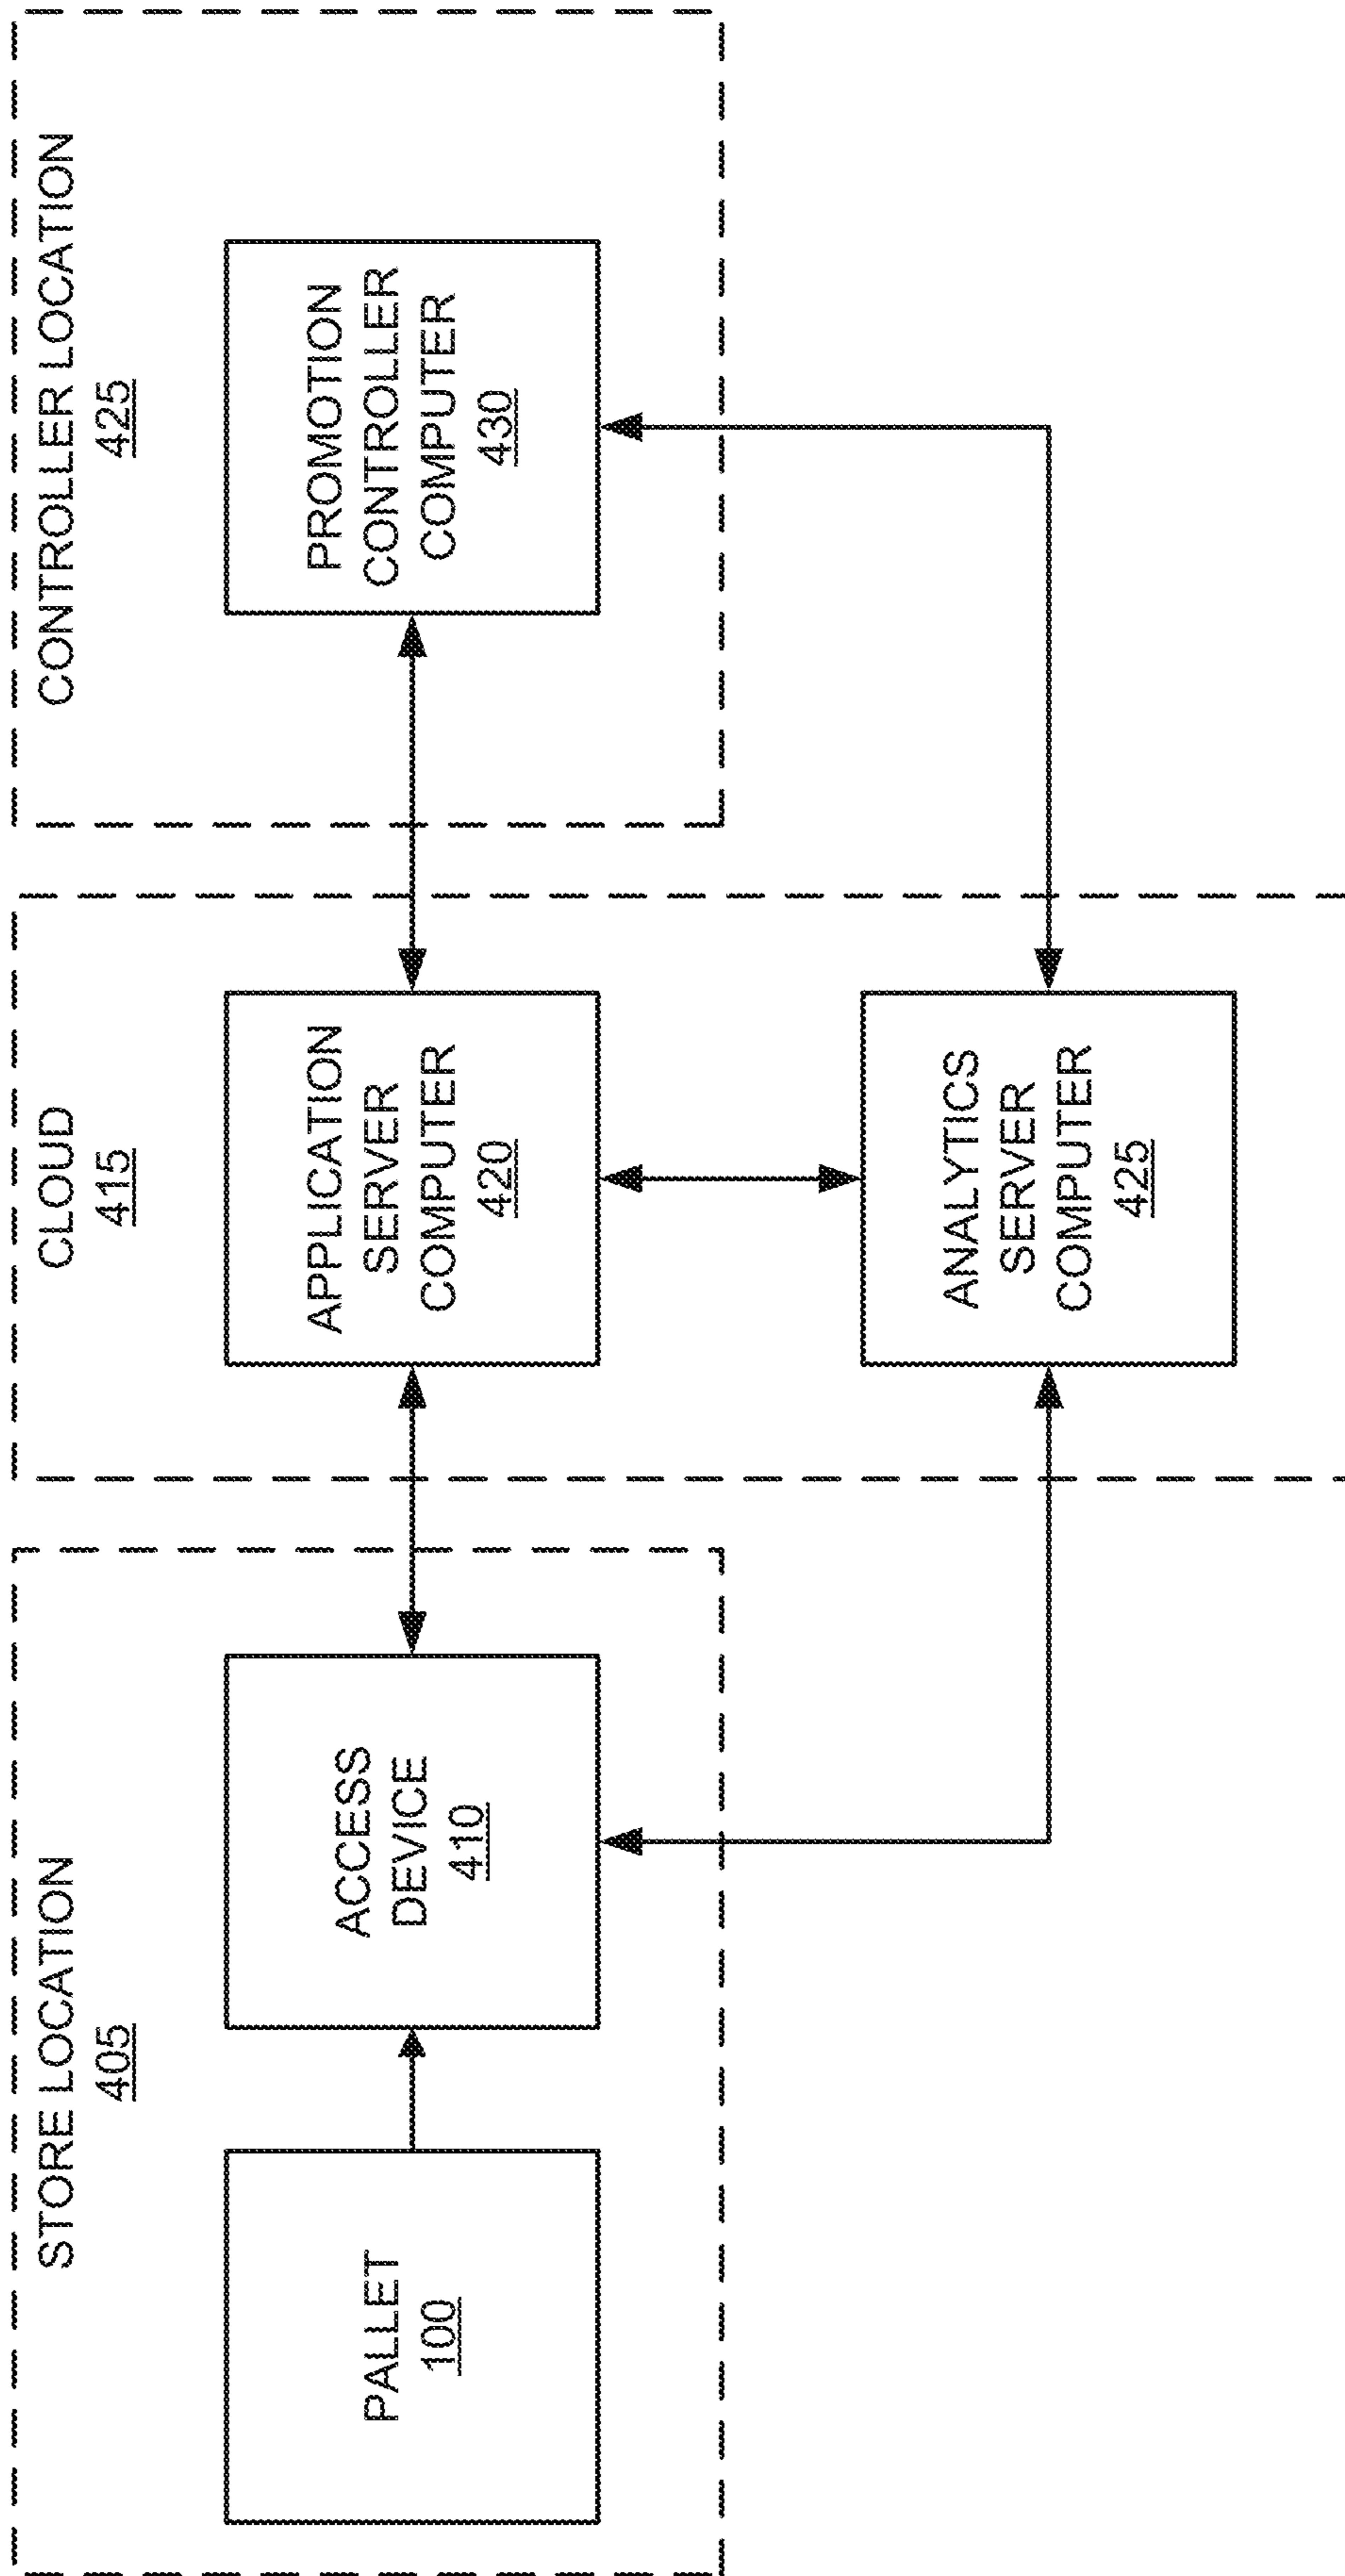 STORE LOCATION
405
PALLET
100
ACCESS
DEVICE
410
CLOUD
415
APPLICATION
SERVER
COMPUTER
420
ANALYTICS
SERVER
COMPUTER
425
CONTROLLER LOCATION
425
PROMOTION
CONTROLLER
COMPUTER
430